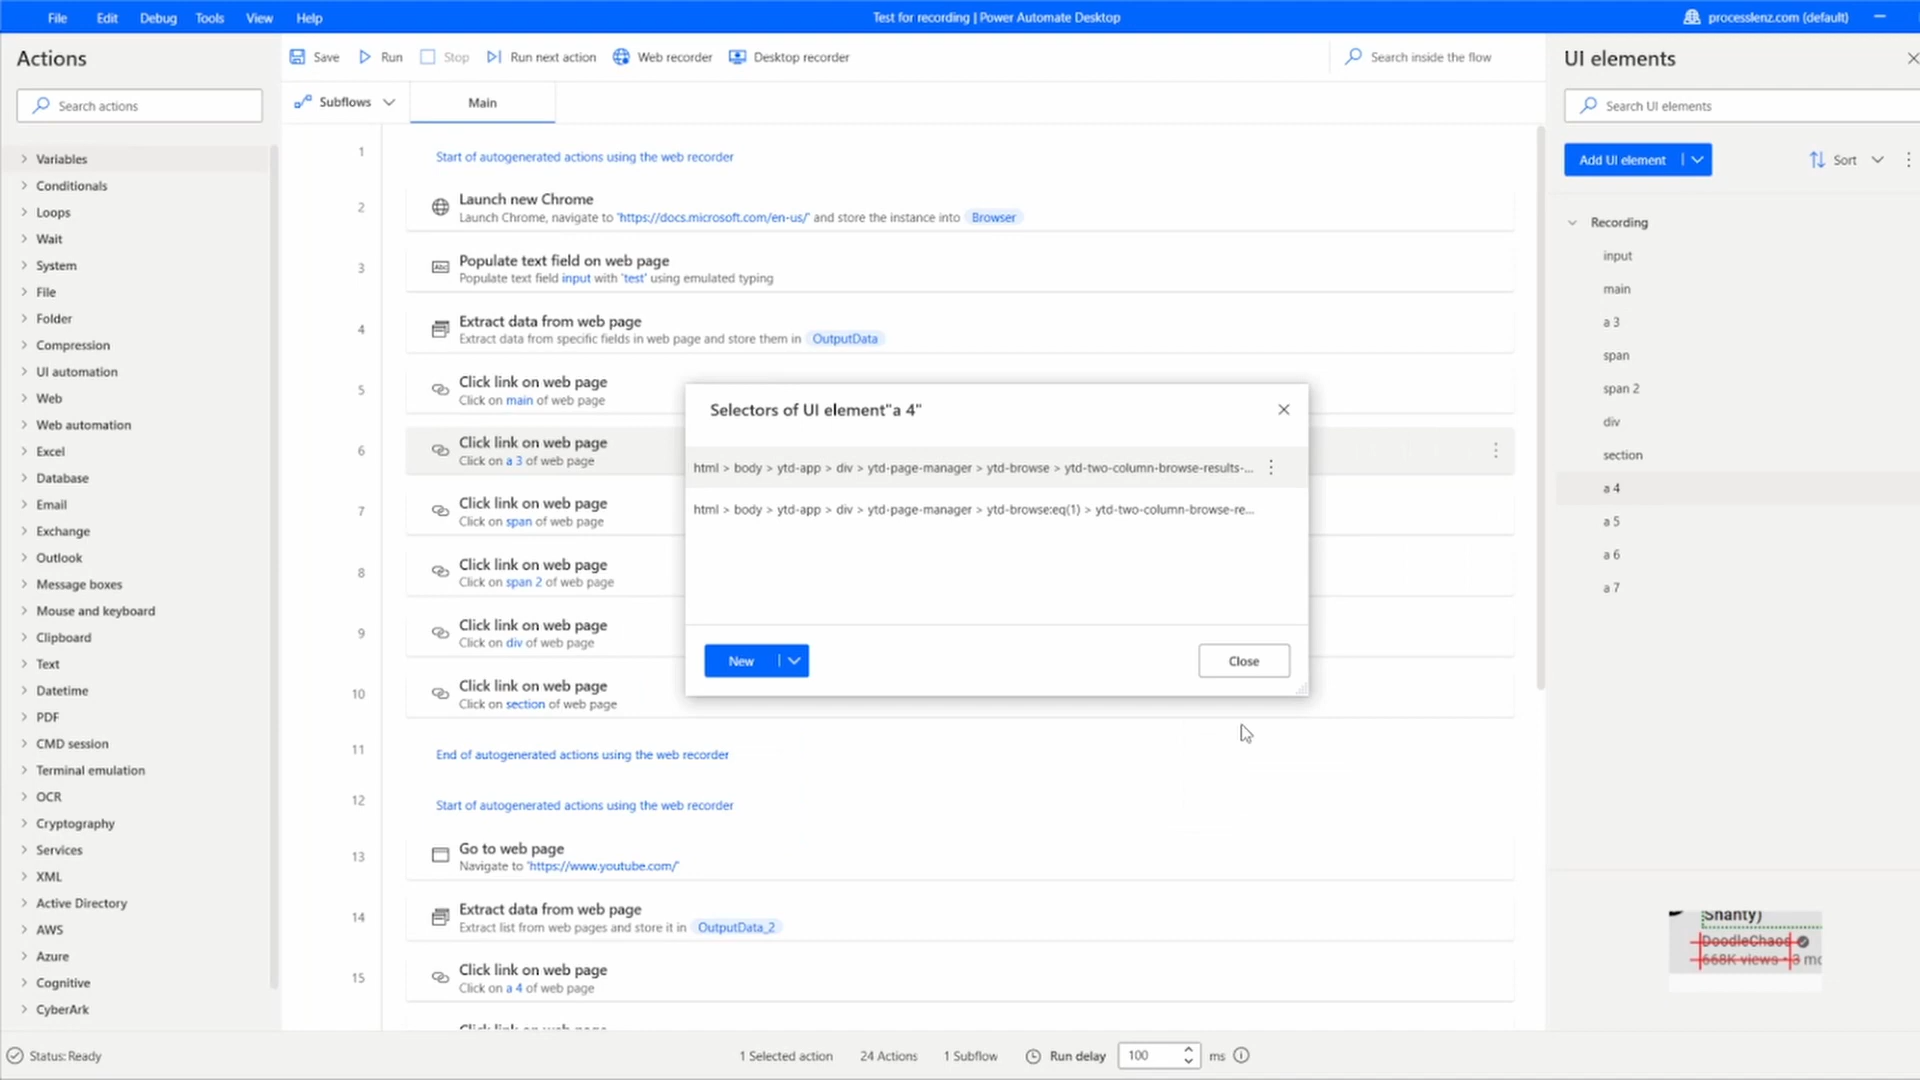 File Edit Debug Tools View Help
Test for recording | Power Automate Desktop
processlenz.com (default)
Actions
Search actions
Variables
Conditionals
Loops
Wait
System
File
Folder
Compression
UI automation
Web
Web automation
Excel
Database
Email
Exchange
Outlook
Message boxes
Mouse and keyboard
Clipboard
Text
Datetime
PDF
CMD session
Terminal emulation
OCR
Cryptography
Services
XML
Active Directory
AWS
Azure
Cognitive
CyberArk
Save Run Stop Run next action Web recorder Desktop recorder
Search inside the flow
Subflows Main
1 Start of autogenerated actions using the web recorder
2 Launch new Chrome
Launch Chrome, navigate to 'https://docs.microsoft.com/en-us/' and store the instance into Browser
3 Populate text field on web page
Populate text field input with 'test' using emulated typing
4 Extract data from web page
Extract data from specific fields in web page and store them in OutputData
5 Click link on web page
Click on main of web page
6 Click link on web page
Click on a 3 of web page
7 Click link on web page
Click on span of web page
8 Click link on web page
Click on span 2 of web page
9 Click link on web page
Click on div of web page
10 Click link on web page
Click on section of web page
11 End of autogenerated actions using the web recorder
12 Start of autogenerated actions using the web recorder
13 Go to web page
Navigate to 'https://www.youtube.com/'
14 Extract data from web page
Extract list from web pages and store it in OutputData_2
15 Click link on web page
Click on a 4 of web page
Click link on web page
Selectors of UI element"a 4"
html > body > ytd-app > div > ytd-page-manager > ytd-browse > ytd-two-column-browse-results-...
html > body > ytd-app > div > ytd-page-manager > ytd-browse:eq(1) > ytd-two-column-browse-re...
New
Close
UI elements
Search UI elements
Add UI element
Sort
Recording
input
main
a 3
span
span 2
div
section
a 4
a 5
a 6
a 7
Shanty)
DoodleChaos
668K views • 3 mo
Status: Ready
1 Selected action 24 Actions 1 Subflow Run delay 100 ms